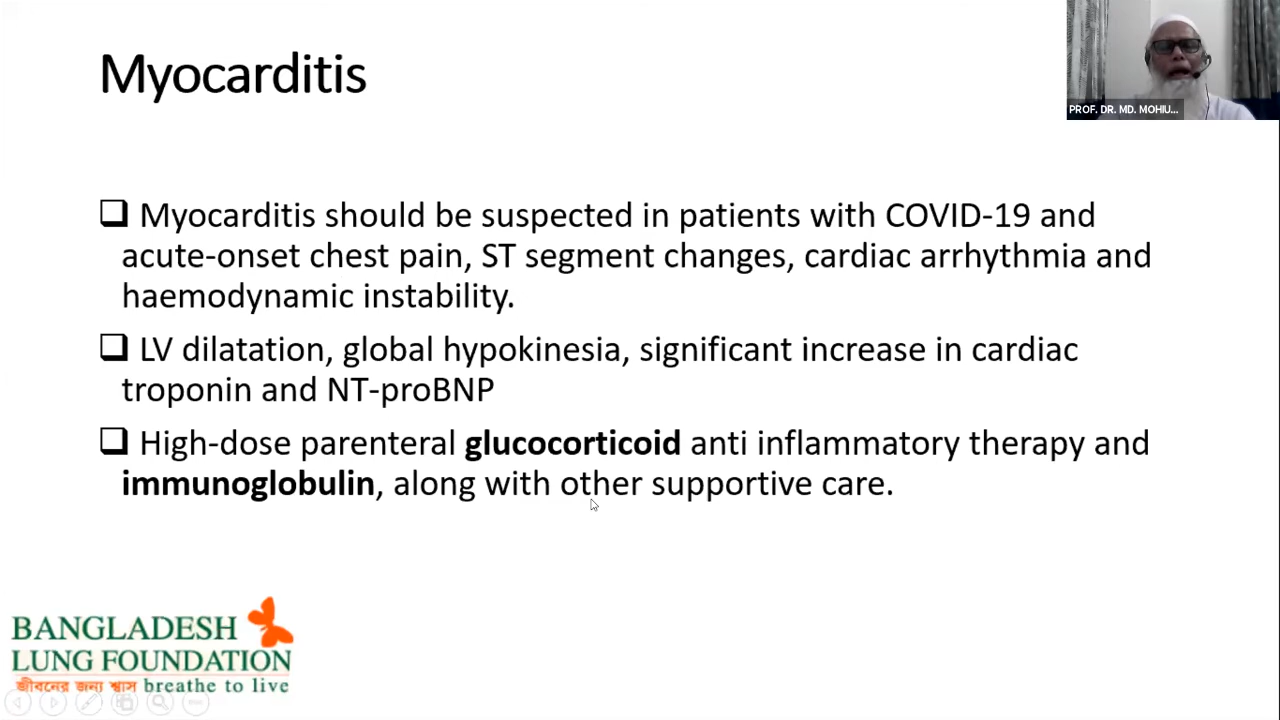 Myocarditis
PROF. DR. MD. MOHIU...
Myocarditis should be suspected in patients with COVID-19 and
acute-onset chest pain, ST segment changes, cardiac arrhythmia and
haemodynamic instability.
LV dilatation, global hypokinesia, significant increase in cardiac
troponin and NT-proBNP
High-dose parenteral glucocorticoid anti inflammatory therapy and
immunoglobulin, along with other supportive care.
BANGLADESH
LUNG FOUNDATION
জীবনের জন্য শ্বাস breathe to live